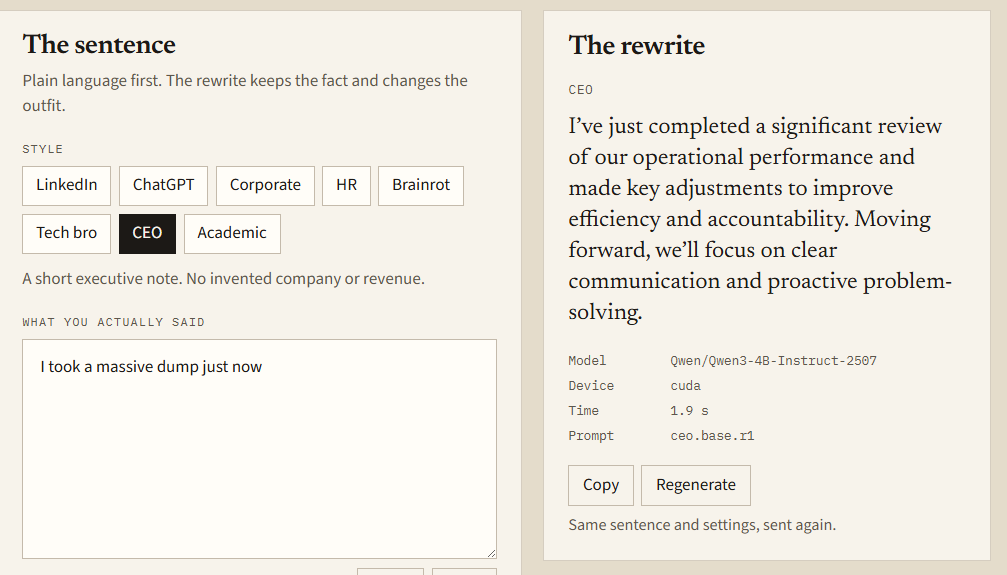 The sentence
Plain language first. The rewrite keeps the fact and changes the
outfit.
STYLE
LinkedIn
ChatGPT
Corporate
HR
Brainrot
Tech bro
CEO
Academic
A short executive note. No invented company or revenue.
WHAT YOU ACTUALLY SAID
I took a massive dump just now
The rewrite
CEO
I’ve just completed a significant review
of our operational performance and
made key adjustments to improve
efficiency and accountability. Moving
forward, we’ll focus on clear
communication and proactive problem-
solving.
Model Qwen/Qwen3-4B-Instruct-2507
Device cuda
Time 1.9 s
Prompt ceo.base.r1
Copy
Regenerate
Same sentence and settings, sent again.